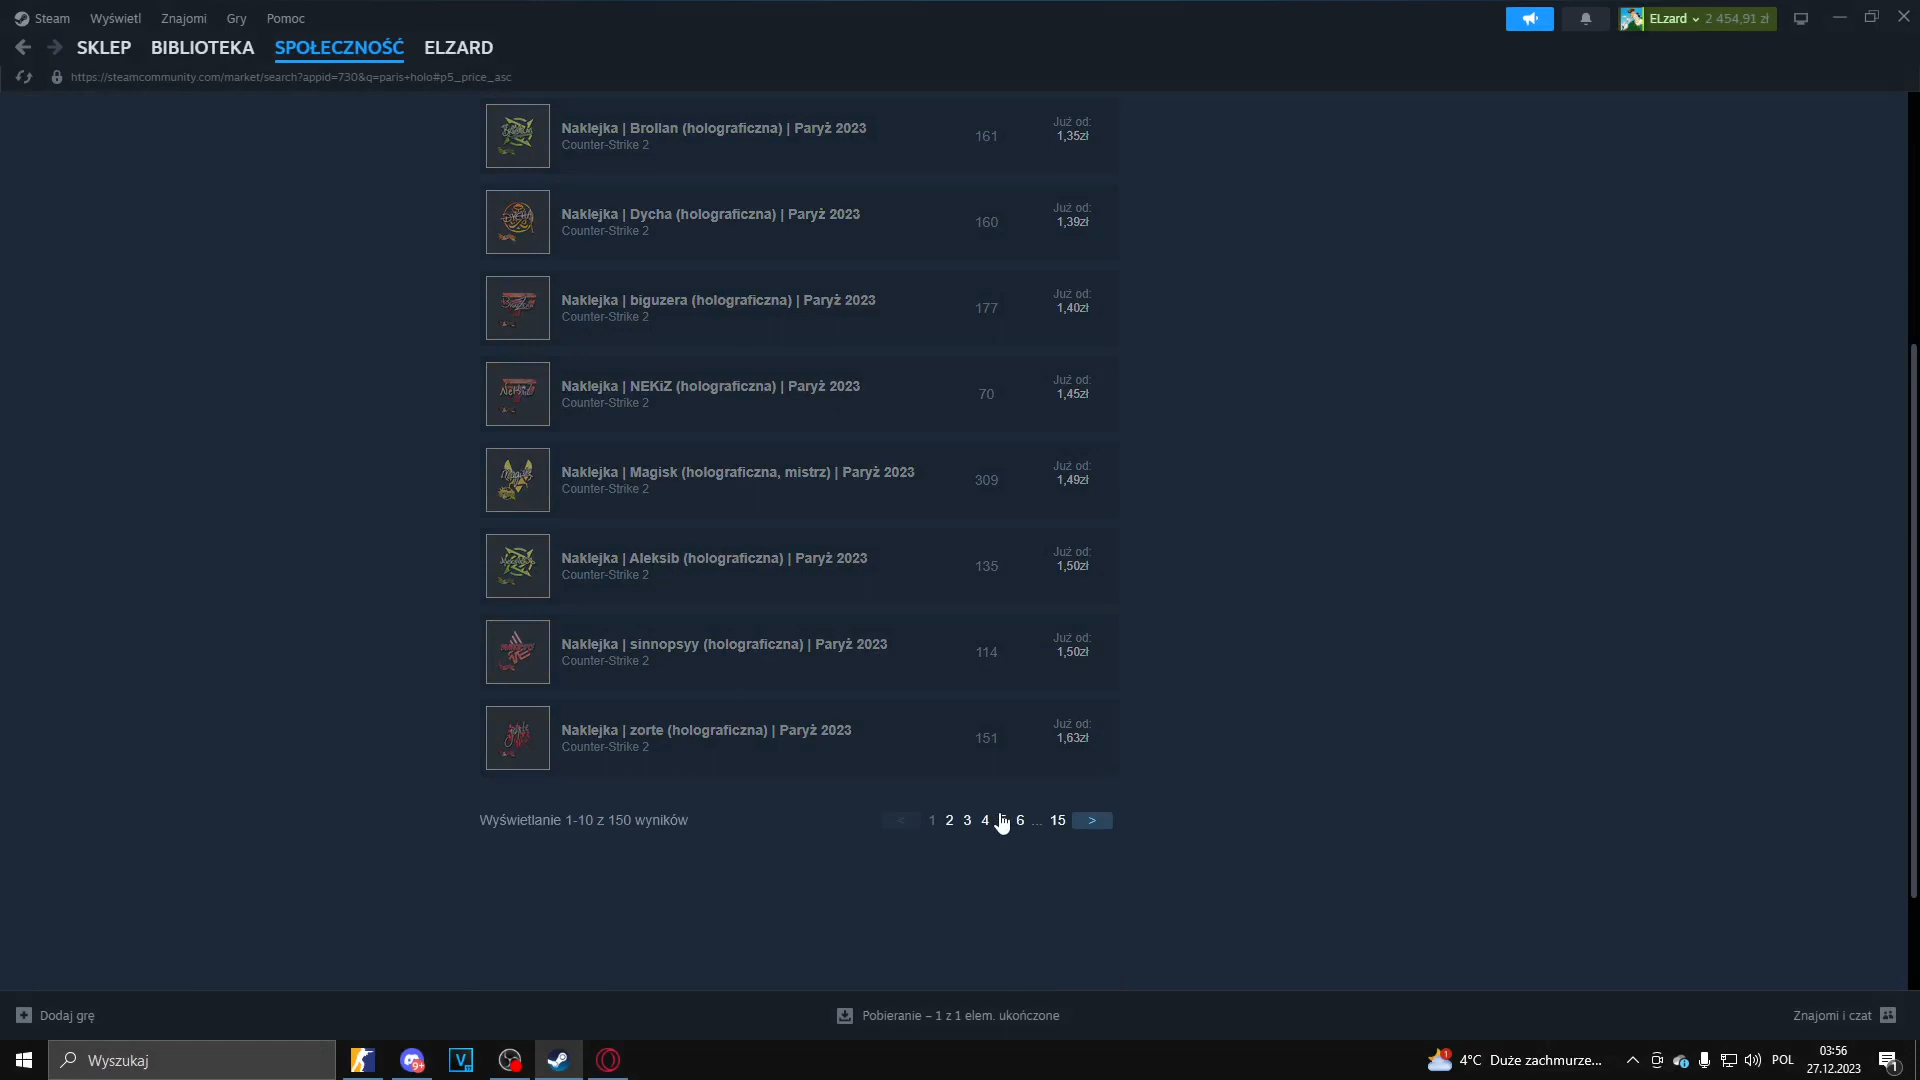 Steam Wyświetl Znajomi Gry Pomoc
ELzard 2 454,91 zł
SKLEP BIBLIOTEKA SPOŁECZNOŚĆ ELZARD
https://steamcommunity.com/market/search?appid=730&q=paris+holo#p5_price_asc
Naklejka | Brollan (holograficzna) | Paryż 2023
Counter-Strike 2
161
Już od:
1,35zł
Naklejka | Dycha (holograficzna) | Paryż 2023
Counter-Strike 2
160
Już od:
1,39zł
Naklejka | biguzera (holograficzna) | Paryż 2023
Counter-Strike 2
177
Już od:
1,40zł
Naklejka | NEKiZ (holograficzna) | Paryż 2023
Counter-Strike 2
70
Już od:
1,45zł
Naklejka | Magisk (holograficzna, mistrz) | Paryż 2023
Counter-Strike 2
309
Już od:
1,49zł
Naklejka | Aleksib (holograficzna) | Paryż 2023
Counter-Strike 2
135
Już od:
1,50zł
Naklejka | sinnopsyy (holograficzna) | Paryż 2023
Counter-Strike 2
114
Już od:
1,50zł
Naklejka | zorte (holograficzna) | Paryż 2023
Counter-Strike 2
151
Już od:
1,63zł
Wyświetlanie 1-10 z 150 wyników
< 1 2 3 4 6 ... 15 >
Dodaj grę
Pobieranie – 1 z 1 elem. ukończone
Znajomi i czat
Wyszukaj
9+
V
1
4°C Duże zachmurze...
POL
03:56
27.12.2023
1